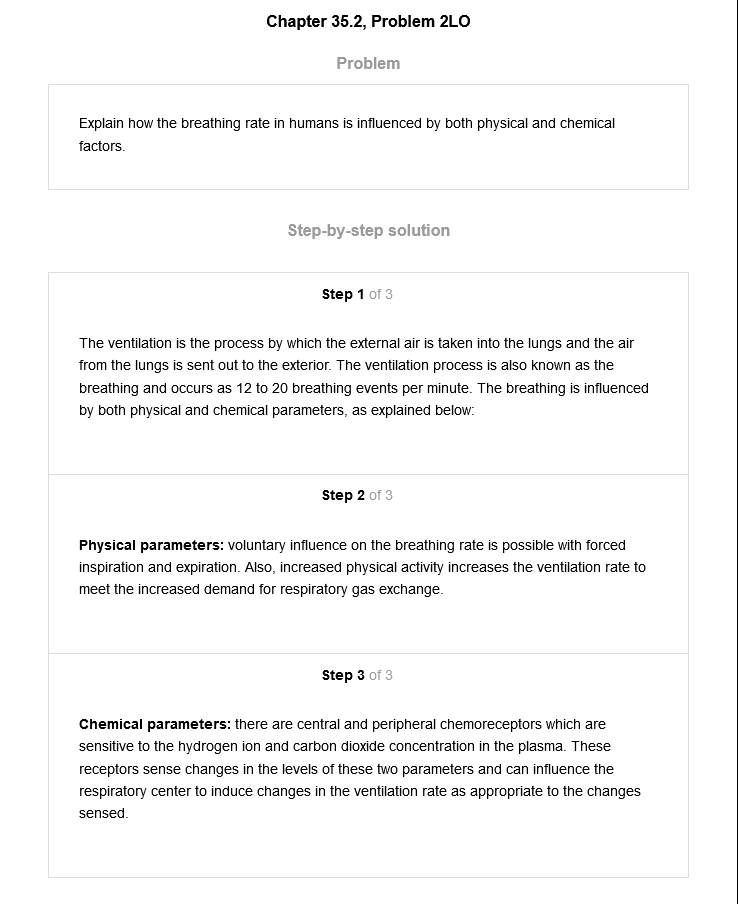 Chapter 35.2, Problem 2LO
Problem
Explain how the breathing rate in humans is influenced by both physical and chemical
factors.
Step-by-step solution
Step 1 of 3
The ventilation is the process by which the external air is taken into the lungs and the air
from the lungs is sent out to the exterior. The ventilation process is also known as the
breathing and occurs as 12 to 20 breathing events per minute. The breathing is influenced
by both physical and chemical parameters, as explained below:
Step 2 of 3
Physical parameters: voluntary influence on the breathing rate is possible with forced
inspiration and expiration. Also, increased physical activity increases the ventilation rate to
meet the increased demand for respiratory gas exchange.
Step 3 of 3
Chemical parameters: there are central and peripheral chemoreceptors which are
sensitive to the hydrogen ion and carbon dioxide concentration in the plasma. These
receptors sense changes in the levels of these two parameters and can influence the
respiratory center to induce changes in the ventilation rate as appropriate to the changes
sensed.